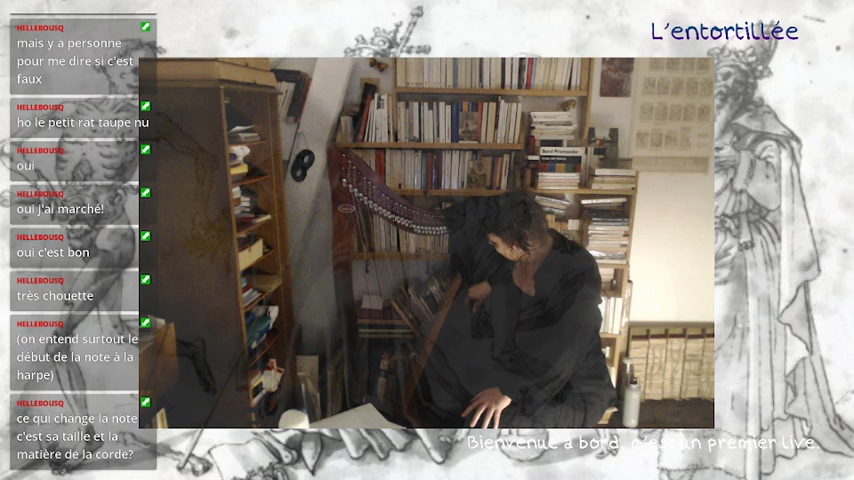 L'entortillée
HELLEBOUSQ
mais y a personne
pour me dire si c'est
faux
HELLEBOUSQ
ho le petit rat taupe nu
HELLEBOUSQ
oui
HELLEBOUSQ
oui j'ai marché!
HELLEBOUSQ
oui c'est bon
HELLEBOUSQ
très chouette
HELLEBOUSQ
(on entend surtout le
début de la note à la
harpe)
HELLEBOUSQ
ce qui change la note
c'est sa taille et la
matière de la corde?
Bienvenue à bord, c'est un premier live.